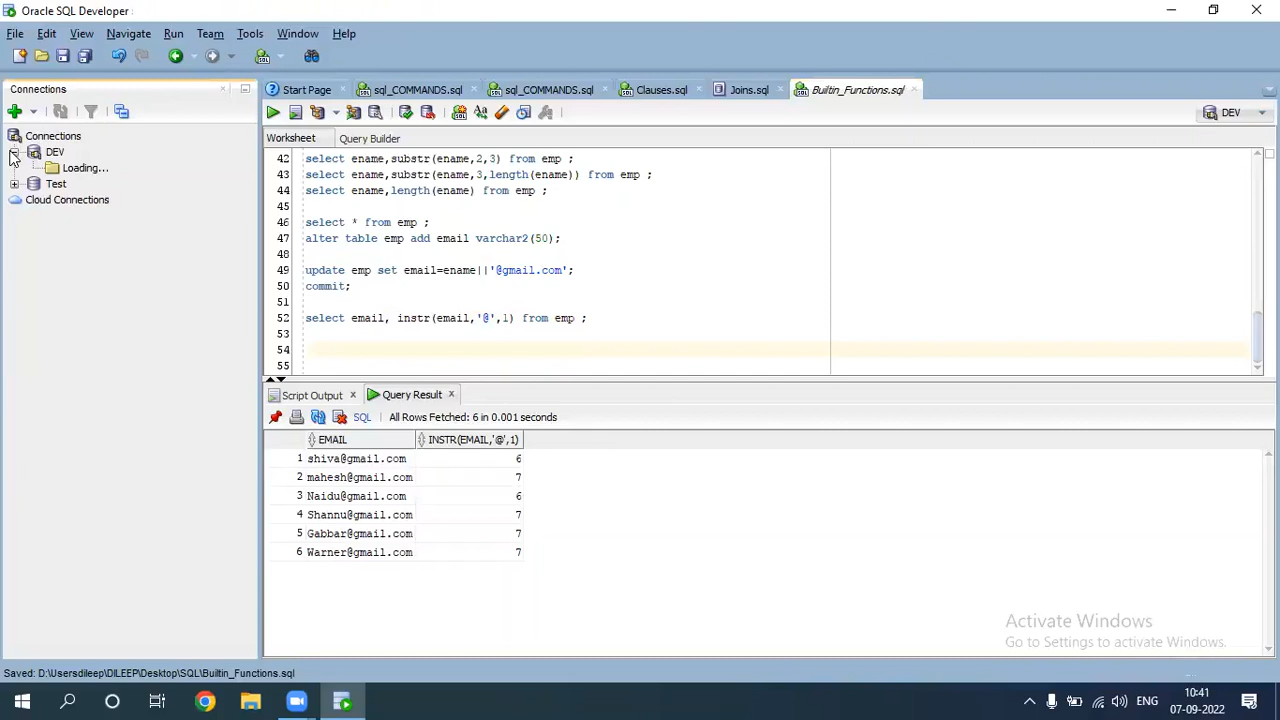 Oracle SQL Developer
File Edit View Navigate Run Team Tools Window Help
Connections
Start Page
sql_COMMANDS.sql
sql_COMMANDS.sql
Clauses.sql
Joins.sql
Builtin_Functions.sql
DEV
Connections
DEV
Loading...
Test
Cloud Connections
Worksheet
Query Builder
42 select ename,substr(ename,2,3) from emp ;
43 select ename,substr(ename,3,length(ename)) from emp ;
44 select ename,length(ename) from emp ;
45
46 select * from emp ;
47 alter table emp add email varchar2(50);
48
49 update emp set email=ename||'@gmail.com';
50 commit;
51
52 select email, instr(email,'@',1) from emp ;
53
54
55
Script Output
Query Result
SQL
All Rows Fetched: 6 in 0.001 seconds
EMAIL INSTR(EMAIL,'@',1)
1 shiva@gmail.com 6
2 mahesh@gmail.com 7
3 Naidu@gmail.com 6
4 Shannu@gmail.com 7
5 Gabbar@gmail.com 7
6 Warner@gmail.com 7
Activate Windows
Go to Settings to activate Windows.
Saved: D:\Usersdileep\DILEEP\Desktop\SQL\Builtin_Functions.sql
ENG
10:41
07-09-2022